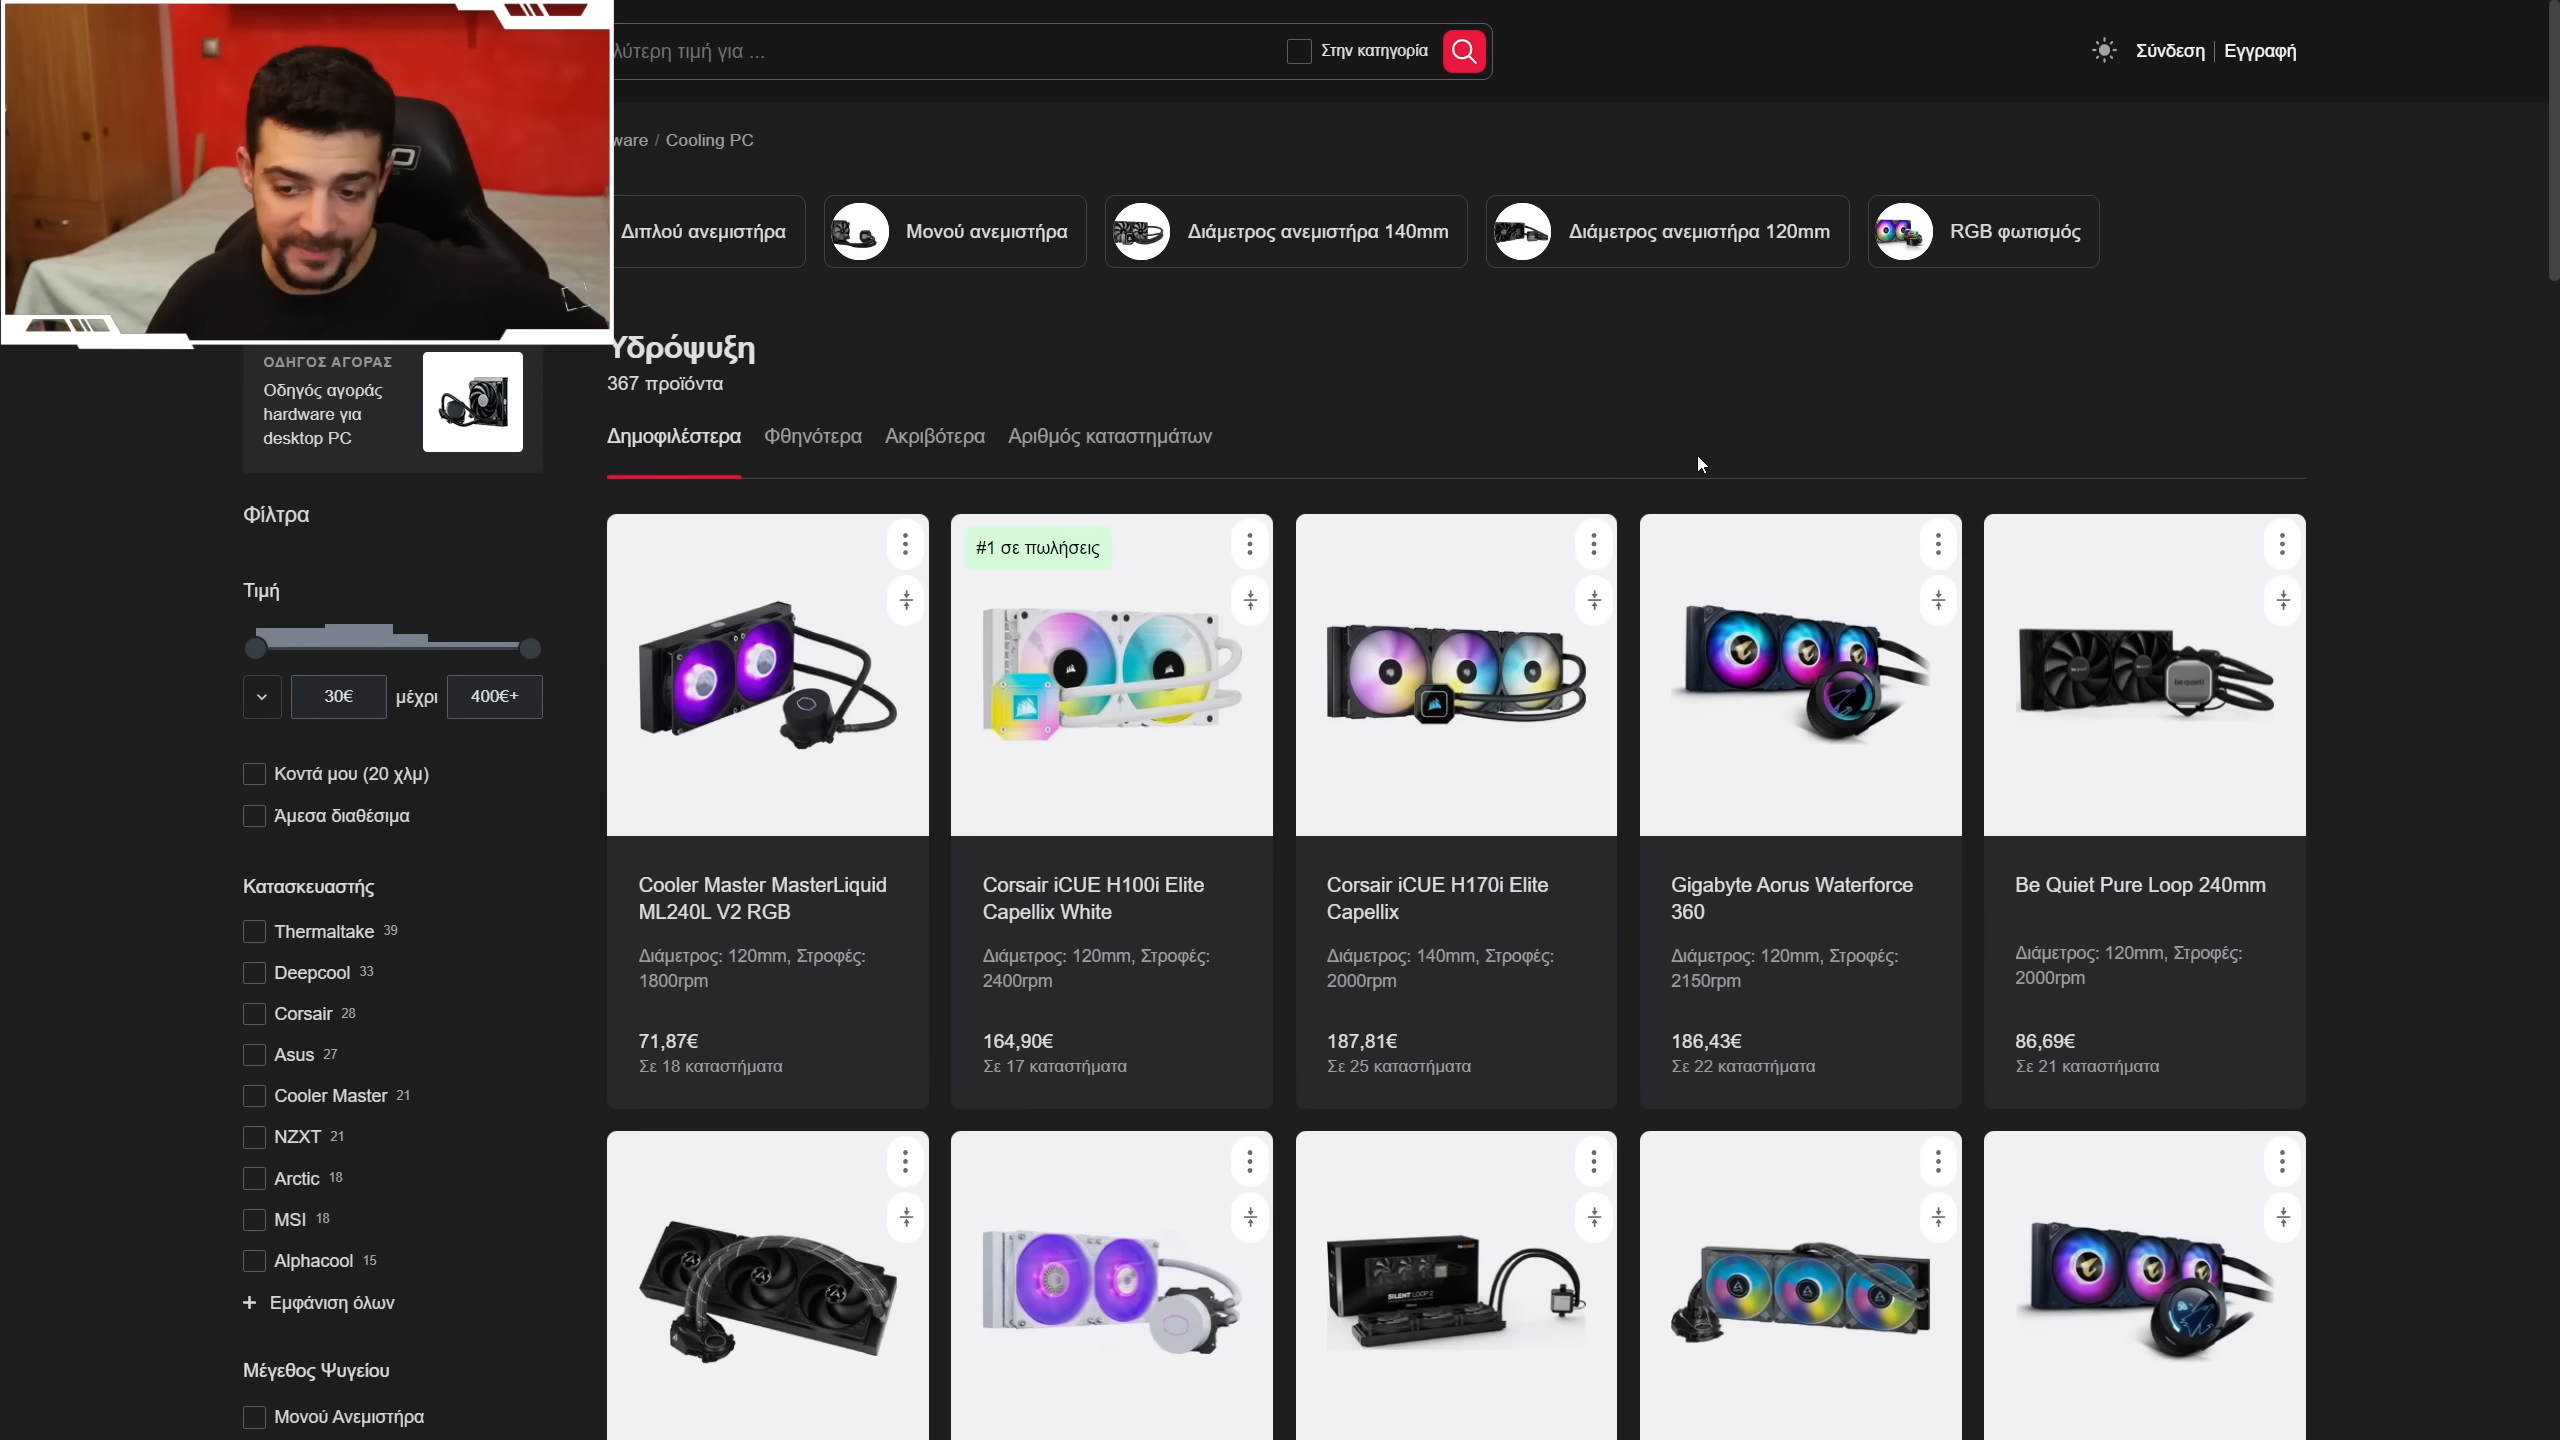 λύτερη τιμή για ...
Στην κατηγορία
Σύνδεση
Εγγραφή
ware / Cooling PC
Διπλού ανεμιστήρα
Μονού ανεμιστήρα
Διάμετρος ανεμιστήρα 140mm
Διάμετρος ανεμιστήρα 120mm
RGB φωτισμός
ΟΔΗΓΟΣ ΑΓΟΡΑΣ
Οδηγός αγοράς
hardware για
desktop PC
Υδρόψυξη
367 προϊόντα
Δημοφιλέστερα
Φθηνότερα
Ακριβότερα
Αριθμός καταστημάτων
Φίλτρα
Τιμή
30€
μέχρι
400€+
Κοντά μου (20 χλμ)
Άμεσα διαθέσιμα
Κατασκευαστής
Thermaltake 39
Deepcool 33
Corsair 28
Asus 27
Cooler Master 21
NZXT 21
Arctic 18
MSI 18
Alphacool 15
+ Εμφάνιση όλων
Μέγεθος Ψυγείου
Μονού Ανεμιστήρα
Cooler Master MasterLiquid
ML240L V2 RGB
Διάμετρος: 120mm, Στροφές:
1800rpm
71,87€
Σε 18 καταστήματα
#1 σε πωλήσεις
Corsair iCUE H100i Elite
Capellix White
Διάμετρος: 120mm, Στροφές:
2400rpm
164,90€
Σε 17 καταστήματα
Corsair iCUE H170i Elite
Capellix
Διάμετρος: 140mm, Στροφές:
2000rpm
187,81€
Σε 25 καταστήματα
Gigabyte Aorus Waterforce
360
Διάμετρος: 120mm, Στροφές:
2150rpm
186,43€
Σε 22 καταστήματα
be quiet!
Be Quiet Pure Loop 240mm
Διάμετρος: 120mm, Στροφές:
2000rpm
86,69€
Σε 21 καταστήματα
SILENT LOOP 2